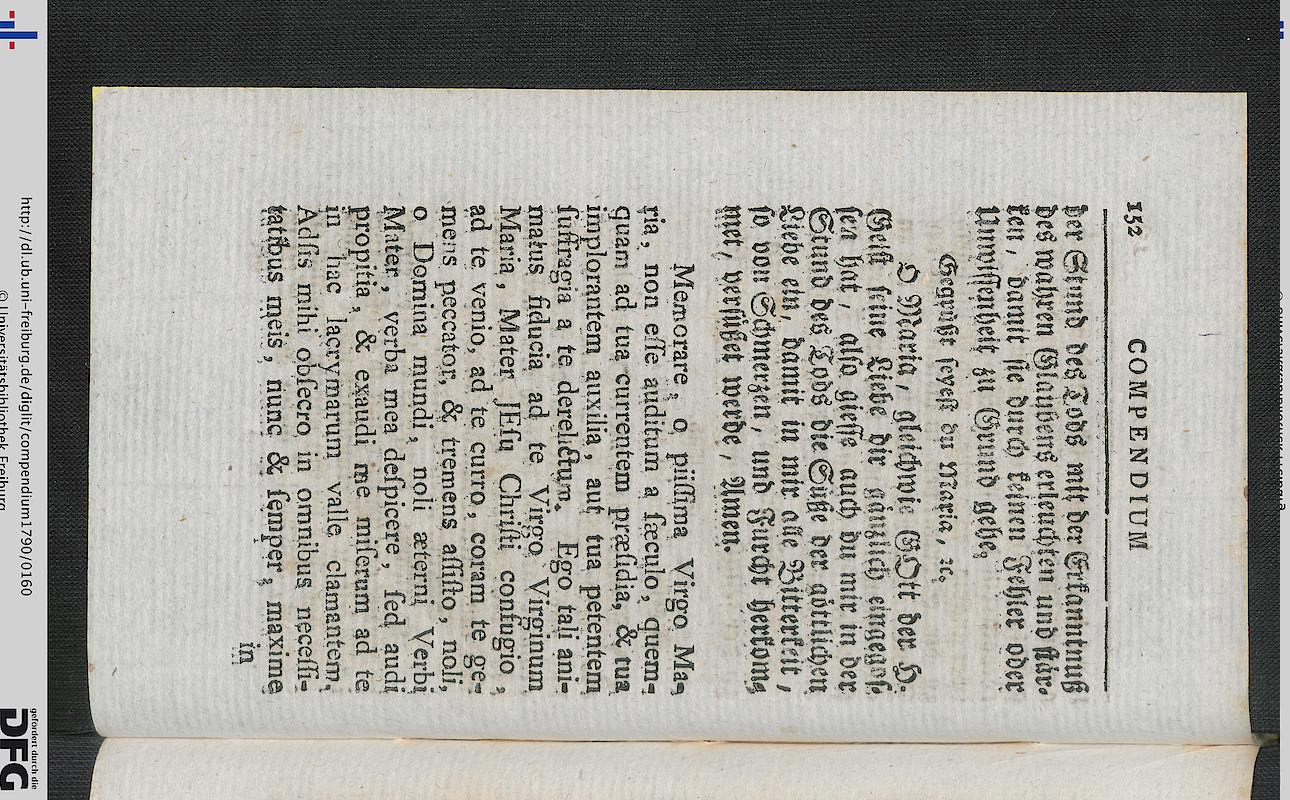 152 COMPENDIUM
der Stund des Tods mit der Erkanntnuß
des wahren Glaubens erleuchten und stär-
ken, damit sie durch keinen Fehler oder
Unwissenheit zu Grund gehe,
Gegrüßt seyest du Maria, ꝛc.
O Maria, gleichwie GOtt der H.
Geist seine Liebe dir gänzlich eingegos-
sen hat, also giesse auch du mir in der
Stund des Tods die Süße der göttlichen
Liebe ein, damit in mir alle Bitterkeit,
so von Schmerzen, und Furcht herkom-
met, versüßet werde, Amen.
Memorare, o piissima Virgo Ma-
ria, non esse auditum a sæculo, quem-
quam ad tua currentem præsidia, & tua
implorantem auxilia, aut tua petentem
suffragia a te derelictum. Ego tali ani-
matus fiducia ad te Virgo Virginum
Maria, Mater JEsu Christi confugio,
ad te venio, ad te curro, coram te ge-
mens peccator, & tremens assisto, noli,
o Domina mundi, noli æterni Verbi
Mater, verba mea despicere, sed audi
propitia, & exaudi me miserum ad te
in hac lacrymarum valle clamantem,
Adsis mihi obsecro in omnibus necessi-
tatibus meis, nunc & semper, maxime
in
http://dl.ub.uni-freiburg.de/diglit/compendium1790/0160
© Universitätsbibliothek Freiburg
gefördert durch die
DFG